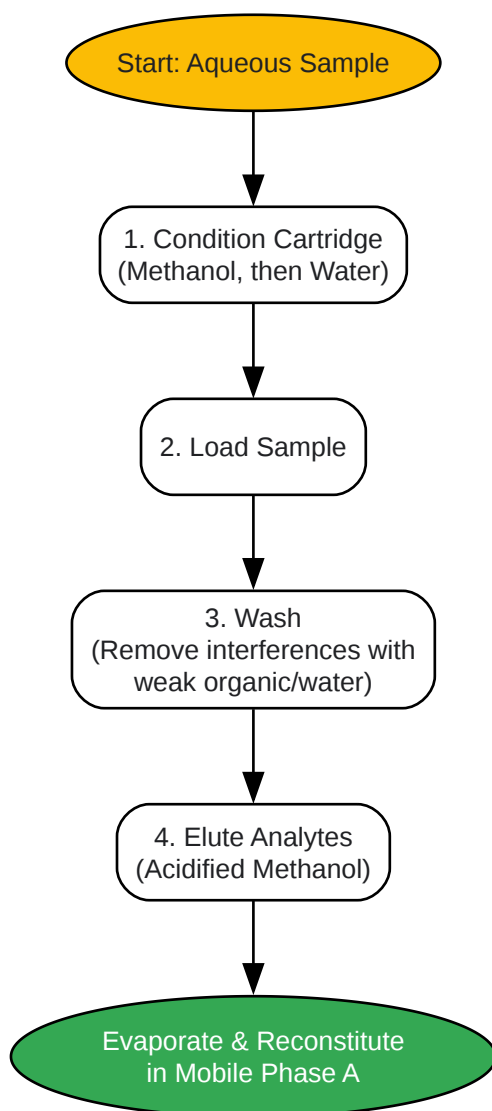 Start: Aqueous Sample
1. Condition Cartridge
(Methanol, then Water)
2. Load Sample
3. Wash
(Remove interferences with
weak organic/water)
4. Elute Analytes
(Acidified Methanol)
Evaporate & Reconstitute
in Mobile Phase A